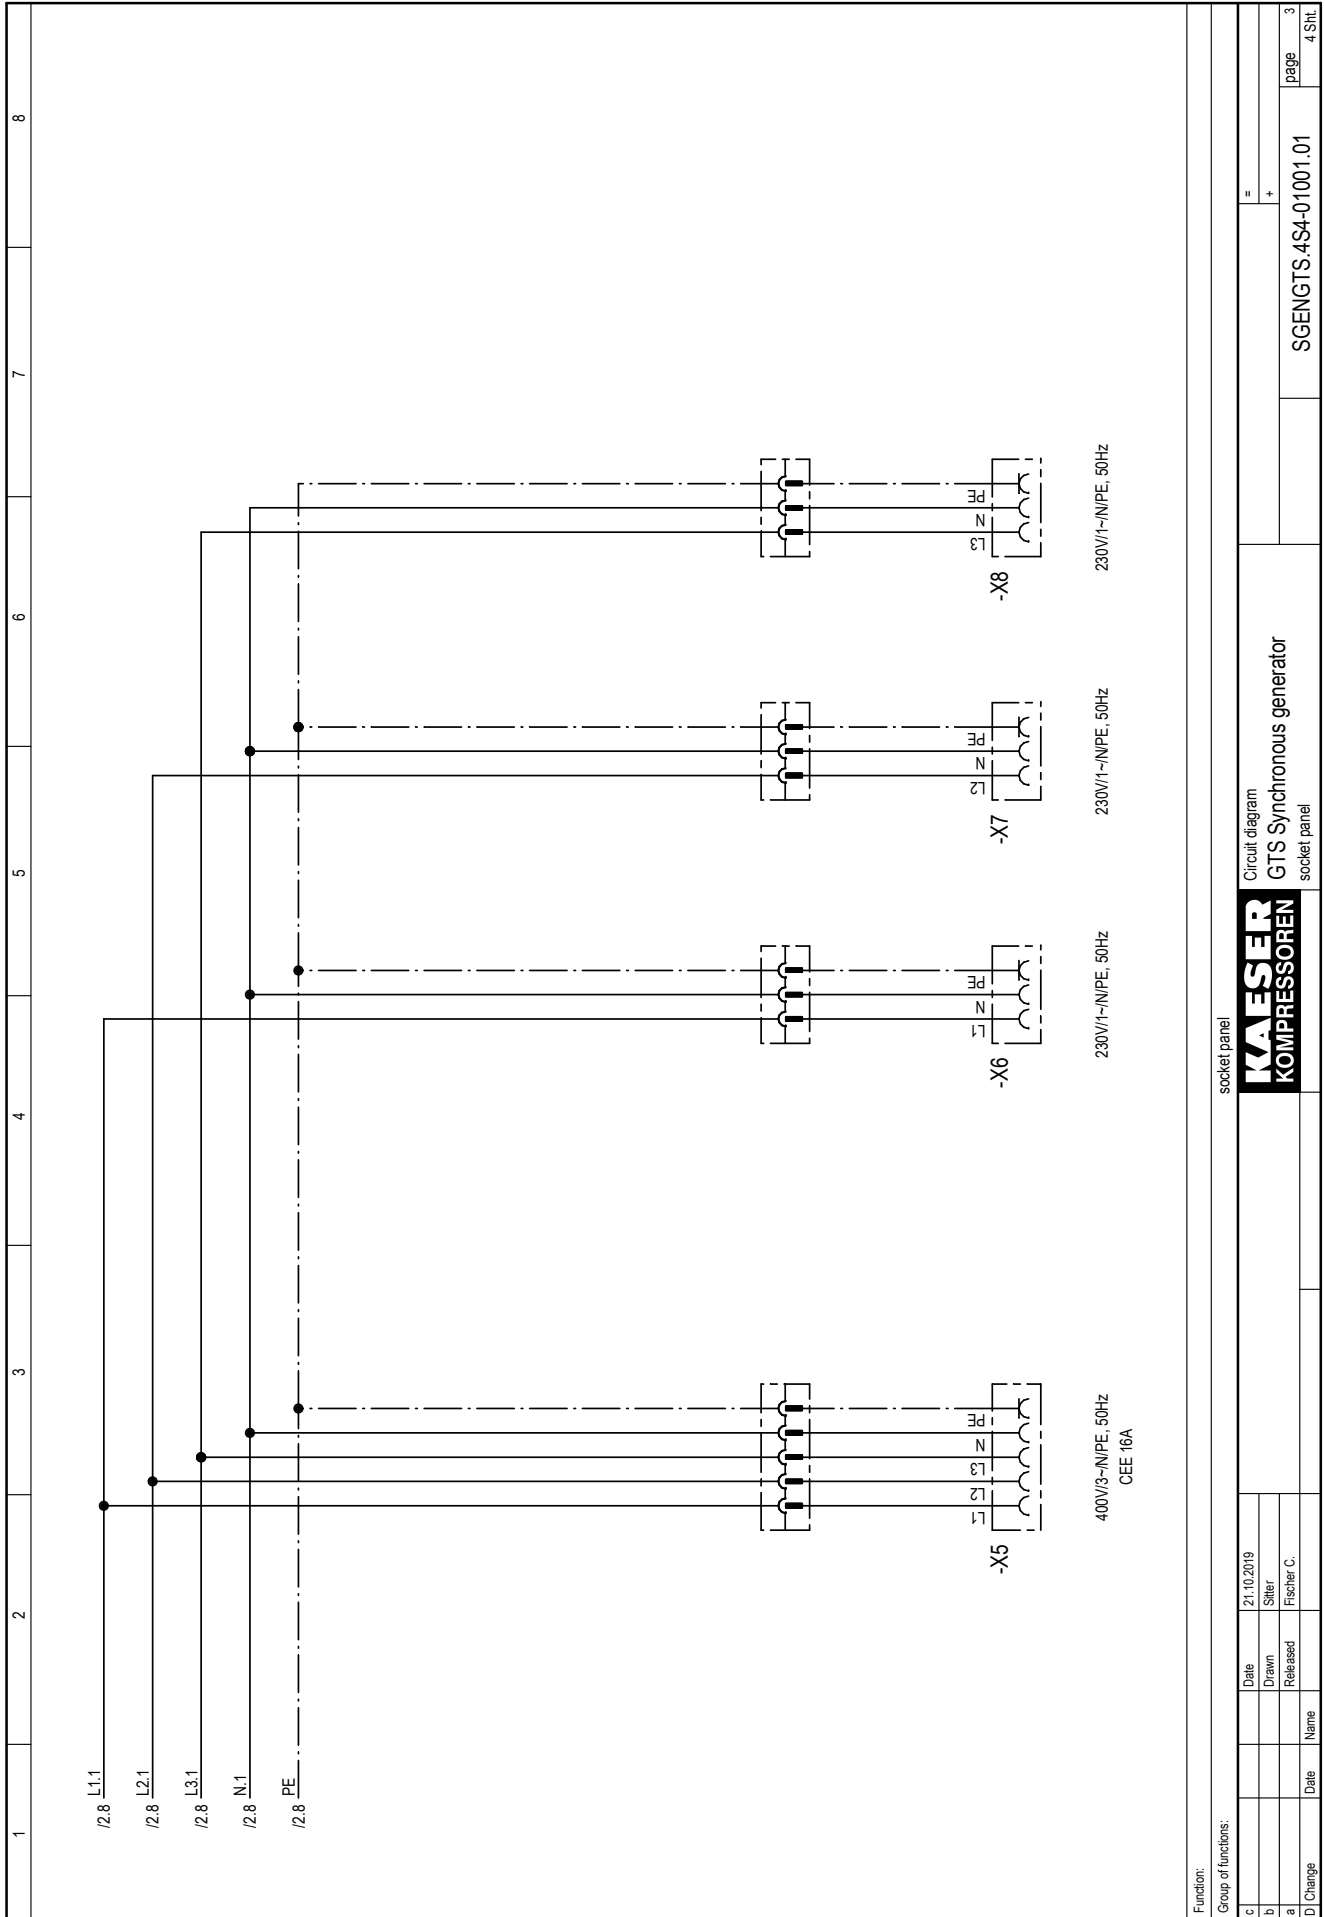 1 2 3 4 5 6 7 8
/2.8 L1.1
/2.8 L2.1
/2.8 L3.1
/2.8 N.1
/2.8 PE
L1 L2 L3 N PE
-X5
400V/3~/N/PE, 50Hz
CEE 16A
L1 N PE
-X6
230V/1~/N/PE, 50Hz
L2 N PE
-X7
230V/1~/N/PE, 50Hz
L3 N PE
-X8
230V/1~/N/PE, 50Hz
Function:
Group of functions:
socket panel
c
Date 21.10.2019
b
Drawn Sitter
a
Released Fischer C.
D Change Date Name
KAESER
KOMPRESSOREN
Circuit diagram
GTS Synchronous generator
socket panel
=
+
SGENGTS.4S4-01001.01
page 3
4 Sht.